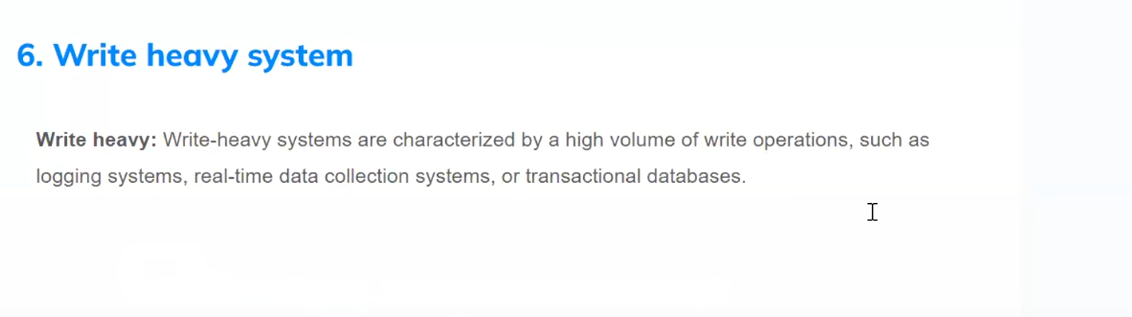 6. Write heavy system
Write heavy: Write-heavy systems are characterized by a high volume of write operations, such as
logging systems, real-time data collection systems, or transactional databases.